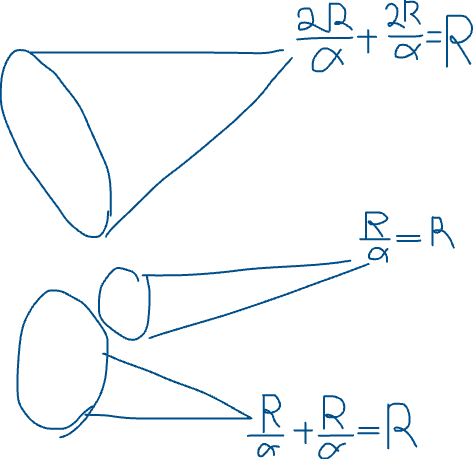 2R/α + 2R/α = R
R/α = R
R/α + R/α = R